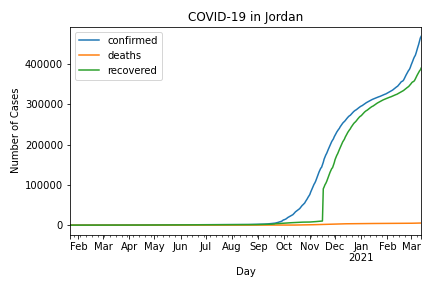 COVID-19 in Jordan
confirmed
deaths
recovered
Number of Cases
400000
300000
200000
100000
0
Feb Mar Apr May Jun Jul Aug Sep Oct Nov Dec Jan Feb Mar
2021
Day